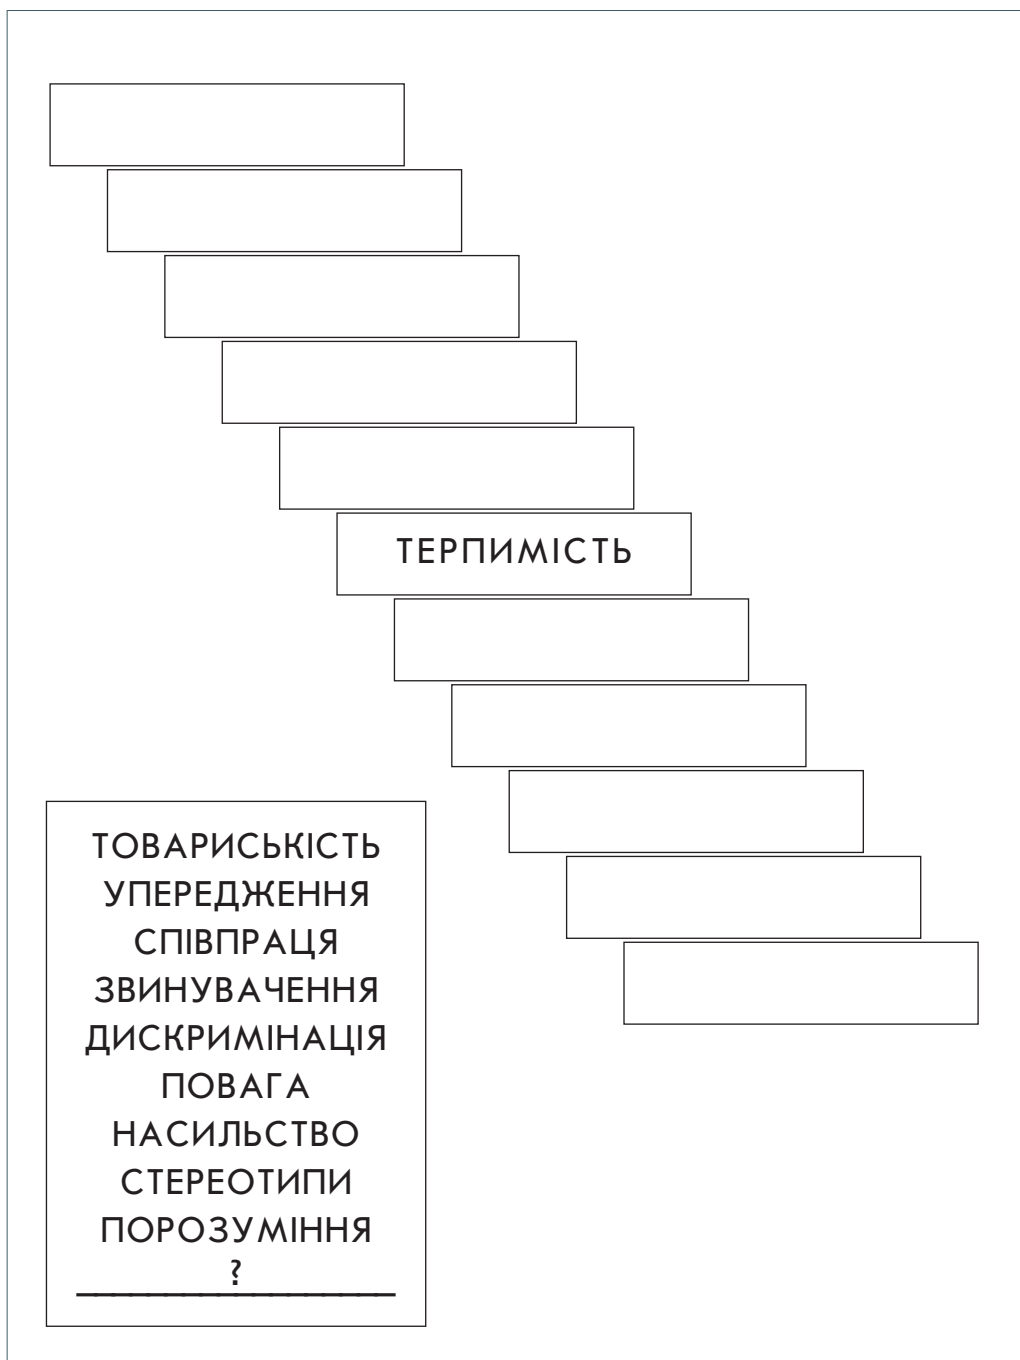 ТЕРПИМІСТЬ
ТОВАРИСЬКІСТЬ
УПЕРЕДЖЕННЯ
СПІВПРАЦЯ
ЗВИНУВАЧЕННЯ
ДИСКРИМІНАЦІЯ
ПОВАГА
НАСИЛЬСТВО
СТЕРЕОТИПИ
ПОРОЗУМІННЯ
?